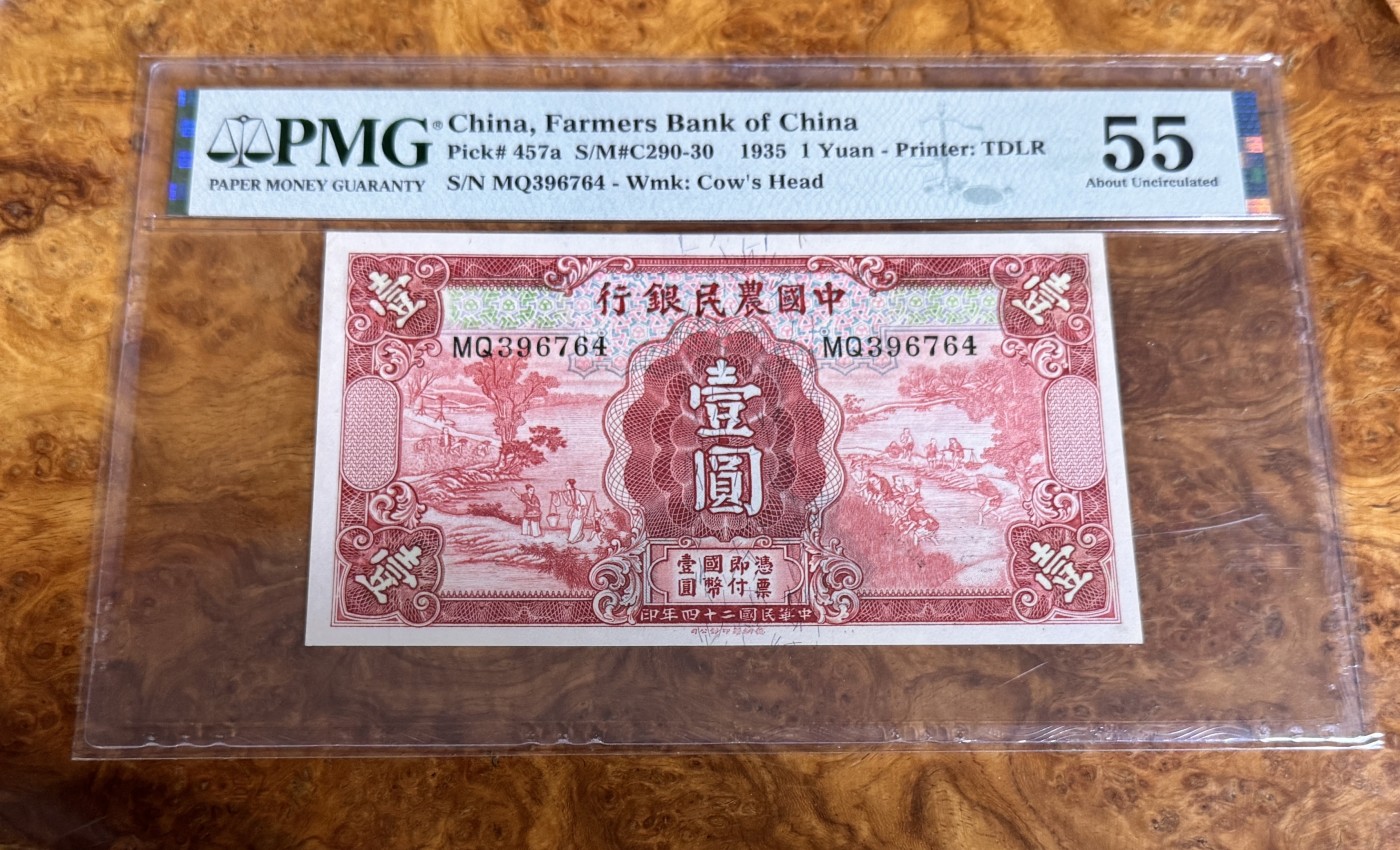 PMG® China, Farmers Bank of China
PAPER MONEY GUARANTY
Pick# 457a S/M#C290-30 1935 1 Yuan - Printer: TDLR
S/N MQ396764 - Wmk: Cow's Head
55
About Uncirculated
壹 壹
行銀民農國中
MQ396764 MQ396764
壹
圓
壹國即憑
圓幣付票
壹 壹
印年四十二國民華中